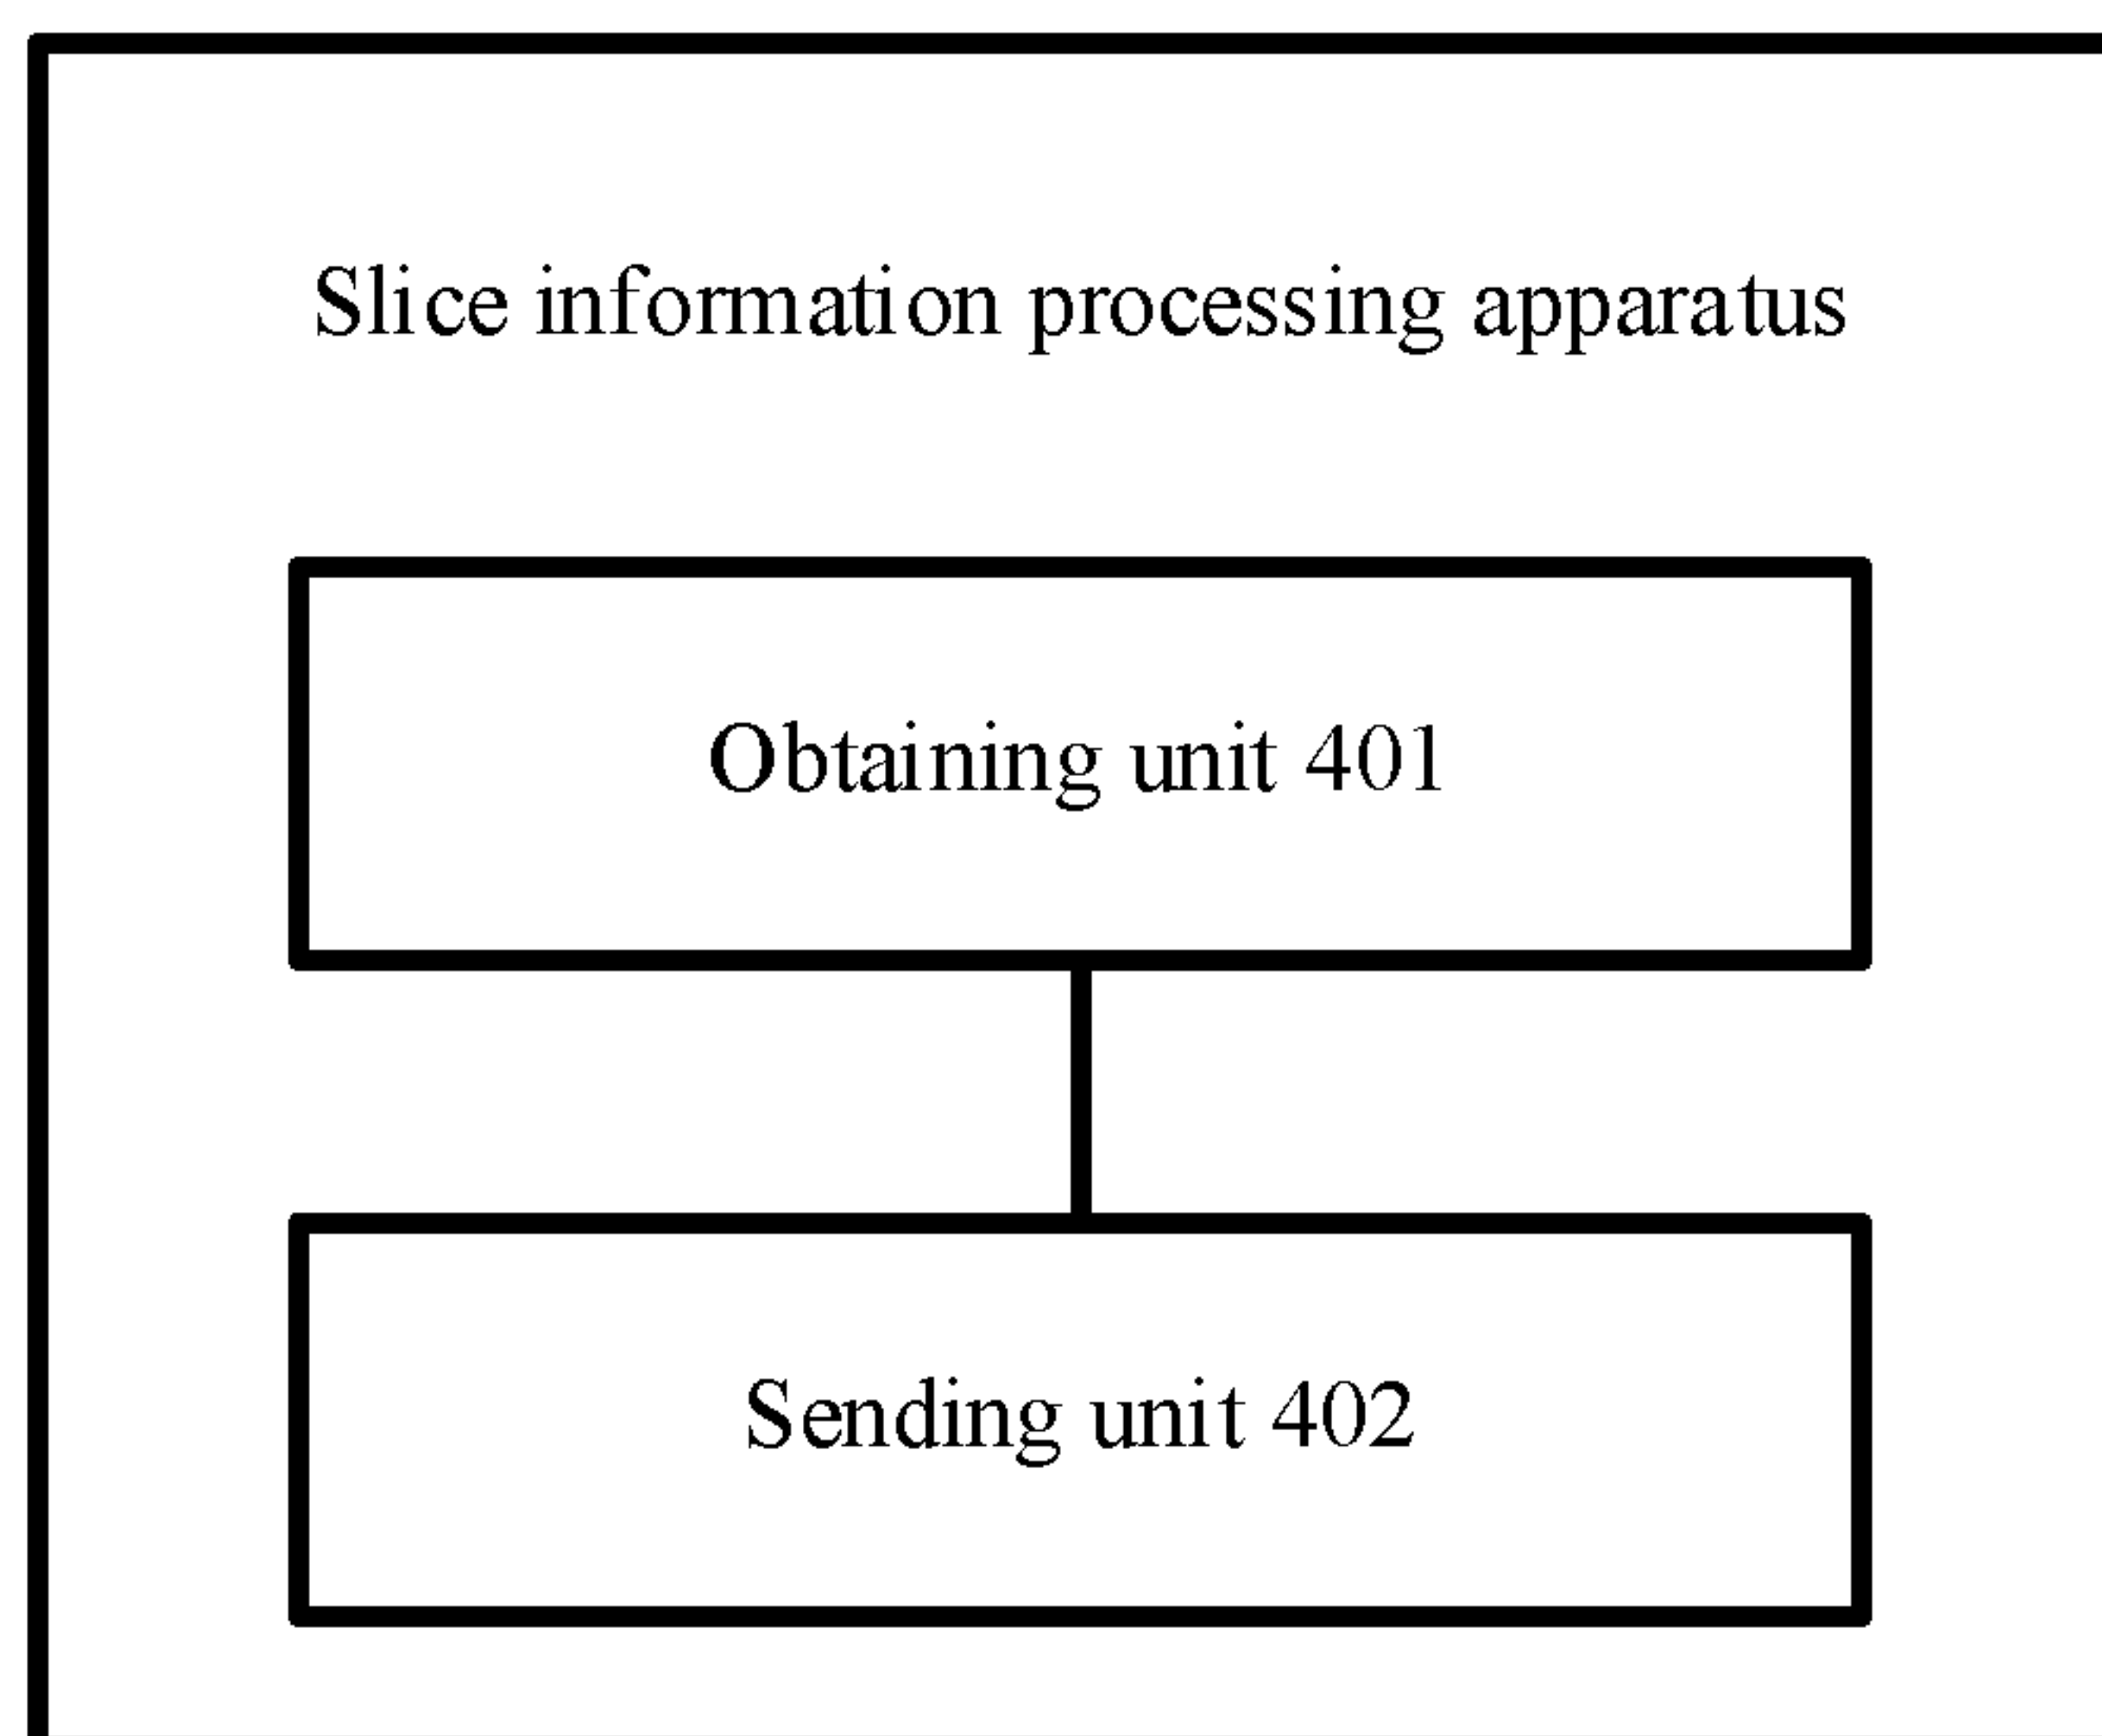 Slice information processing apparatus
Obtaining unit 401
Sending unit 402